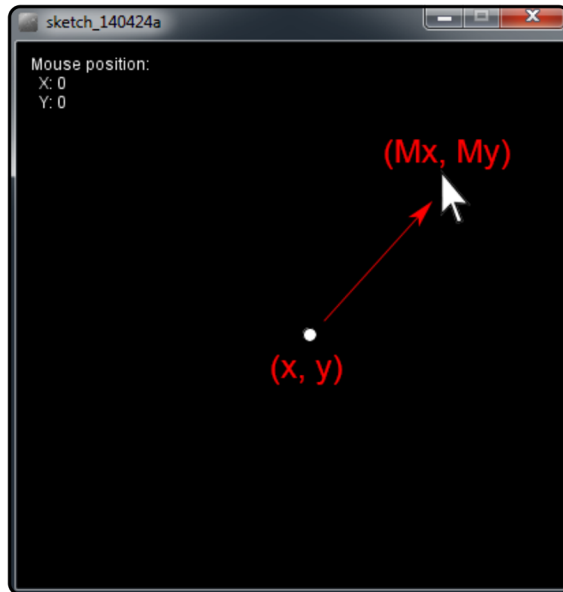 sketch_140424a
Mouse position:
X: 0
Y: 0
(Mx, My)
(x, y)